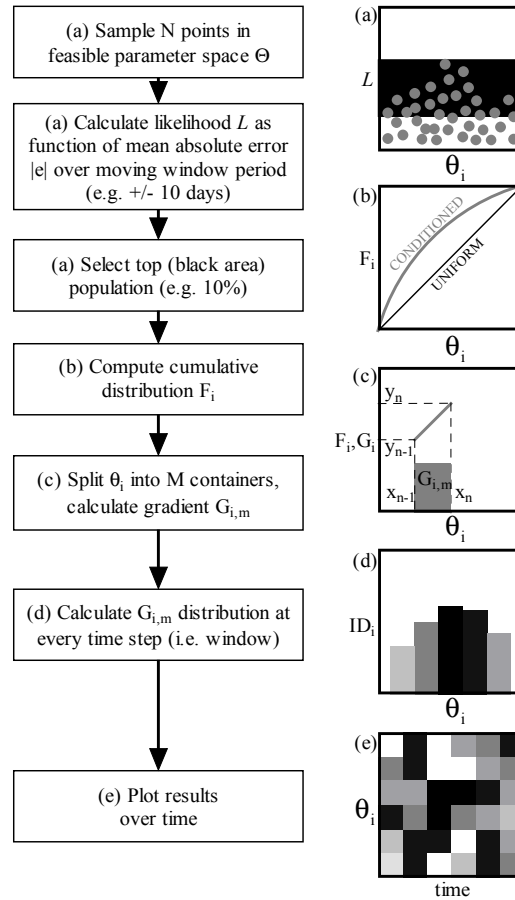 (a) Sample N points in
feasible parameter space Θ
(a) Calculate likelihood L as
function of mean absolute error
|e| over moving window period
(e.g. +/- 10 days)
(a) Select top (black area)
population (e.g. 10%)
(b) Compute cumulative
distribution Fi
(c) Split θi into M containers,
calculate gradient Gi,m
(d) Calculate Gi,m distribution at
every time step (i.e. window)
(e) Plot results
over time
(a)
L
θi
(b)
Fi
CONDITIONED
UNIFORM
θi
(c)
yn
Fi,Gi
yn-1
Gi,m
xn-1
xn
θi
(d)
IDi
θi
(e)
θi
time